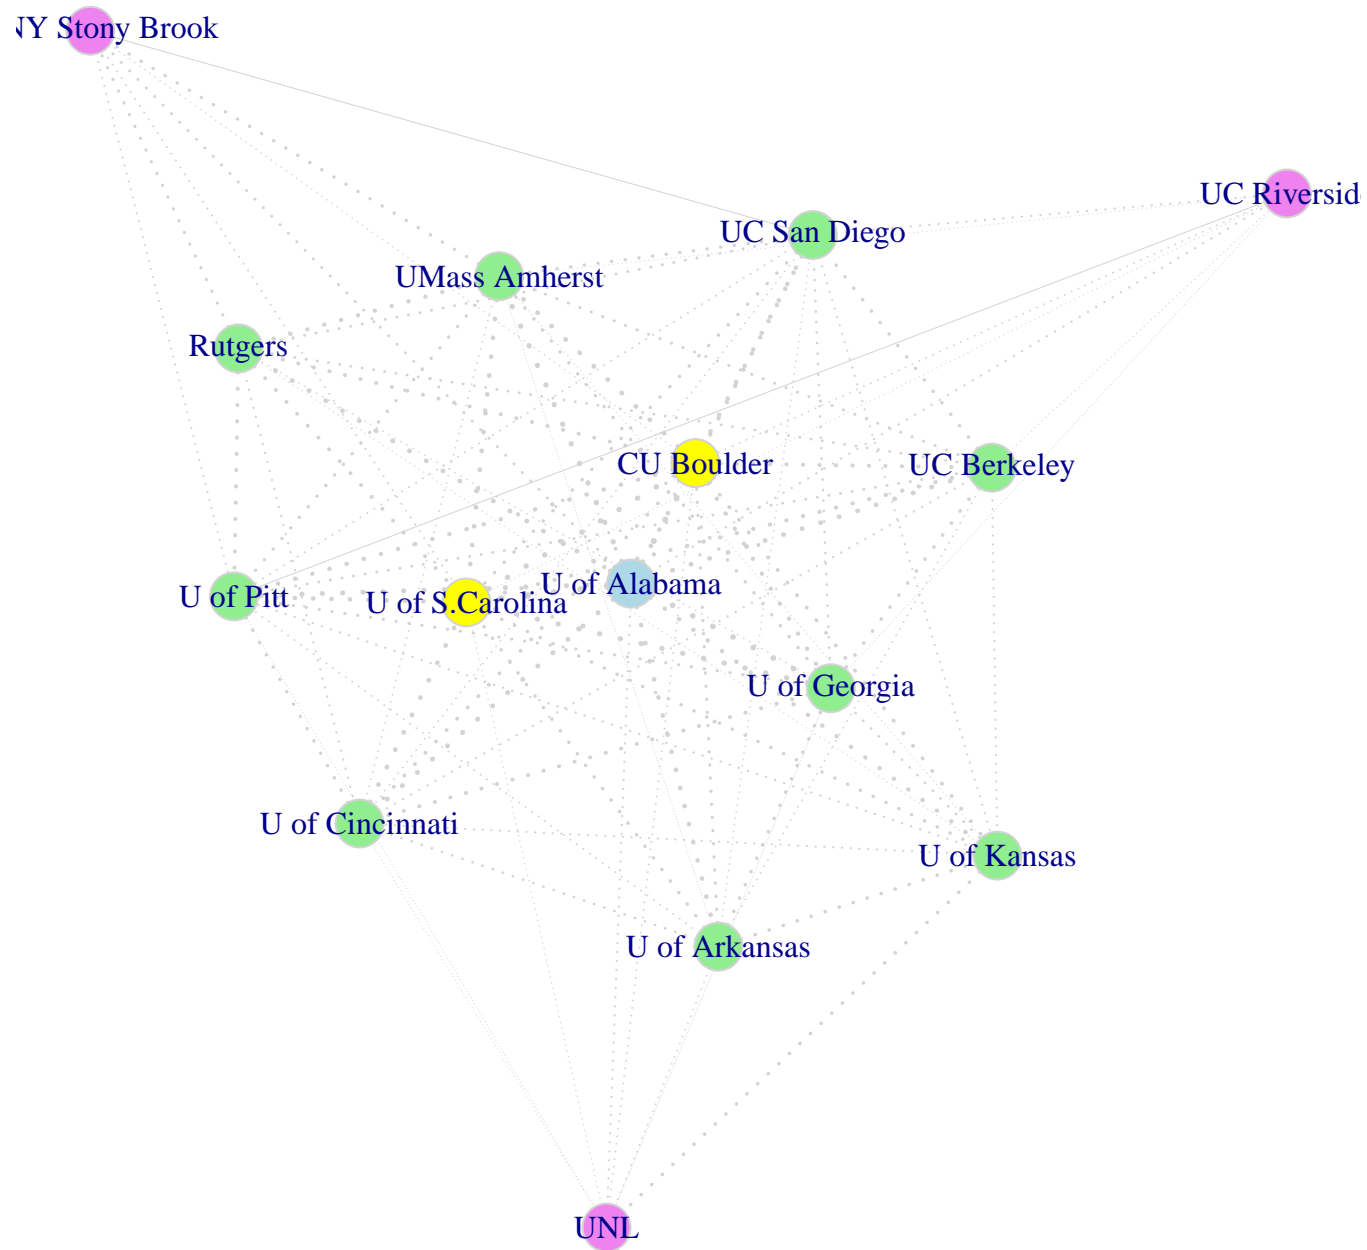 NY Stony Brook
UC Riverside
UC San Diego
UMass Amherst
Rutgers
CU Boulder
UC Berkeley
U of Alabama
U of Pitt
U of S.Carolina
U of Georgia
U of Cincinnati
U of Kansas
U of Arkansas
UNL